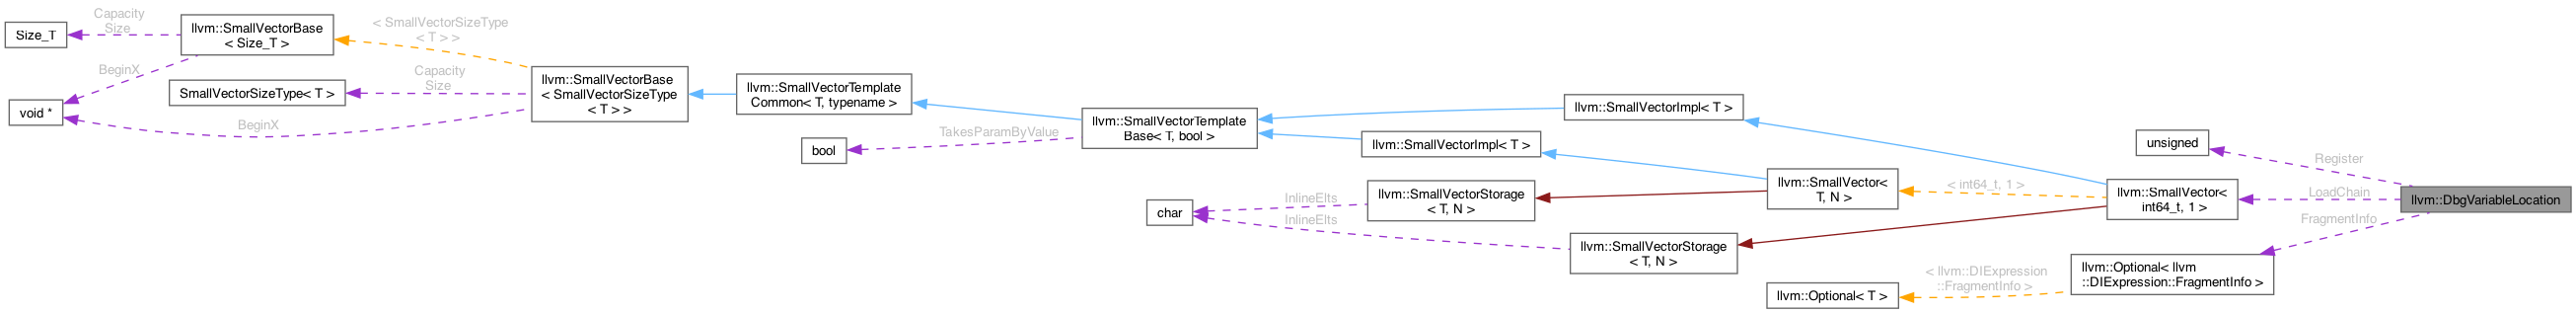 Size_T
Capacity
Size
llvm::SmallVectorBase
< Size_T >
< SmallVectorSizeType
< T > >
BeginX
SmallVectorSizeType< T >
Capacity
Size
void *
BeginX
llvm::SmallVectorBase
< SmallVectorSizeType
< T > >
llvm::SmallVectorTemplate
Common< T, typename >
bool
TakesParamByValue
llvm::SmallVectorTemplate
Base< T, bool >
llvm::SmallVectorImpl< T >
llvm::SmallVectorImpl< T >
char
InlineElts
InlineElts
llvm::SmallVectorStorage
< T, N >
llvm::SmallVectorStorage
< T, N >
llvm::SmallVector<
T, N >
< int64_t, 1 >
llvm::SmallVector<
int64_t, 1 >
unsigned
Register
LoadChain
FragmentInfo
llvm::DbgVariableLocation
llvm::Optional< T >
< llvm::DIExpression
::FragmentInfo >
llvm::Optional< llvm
::DIExpression::FragmentInfo >